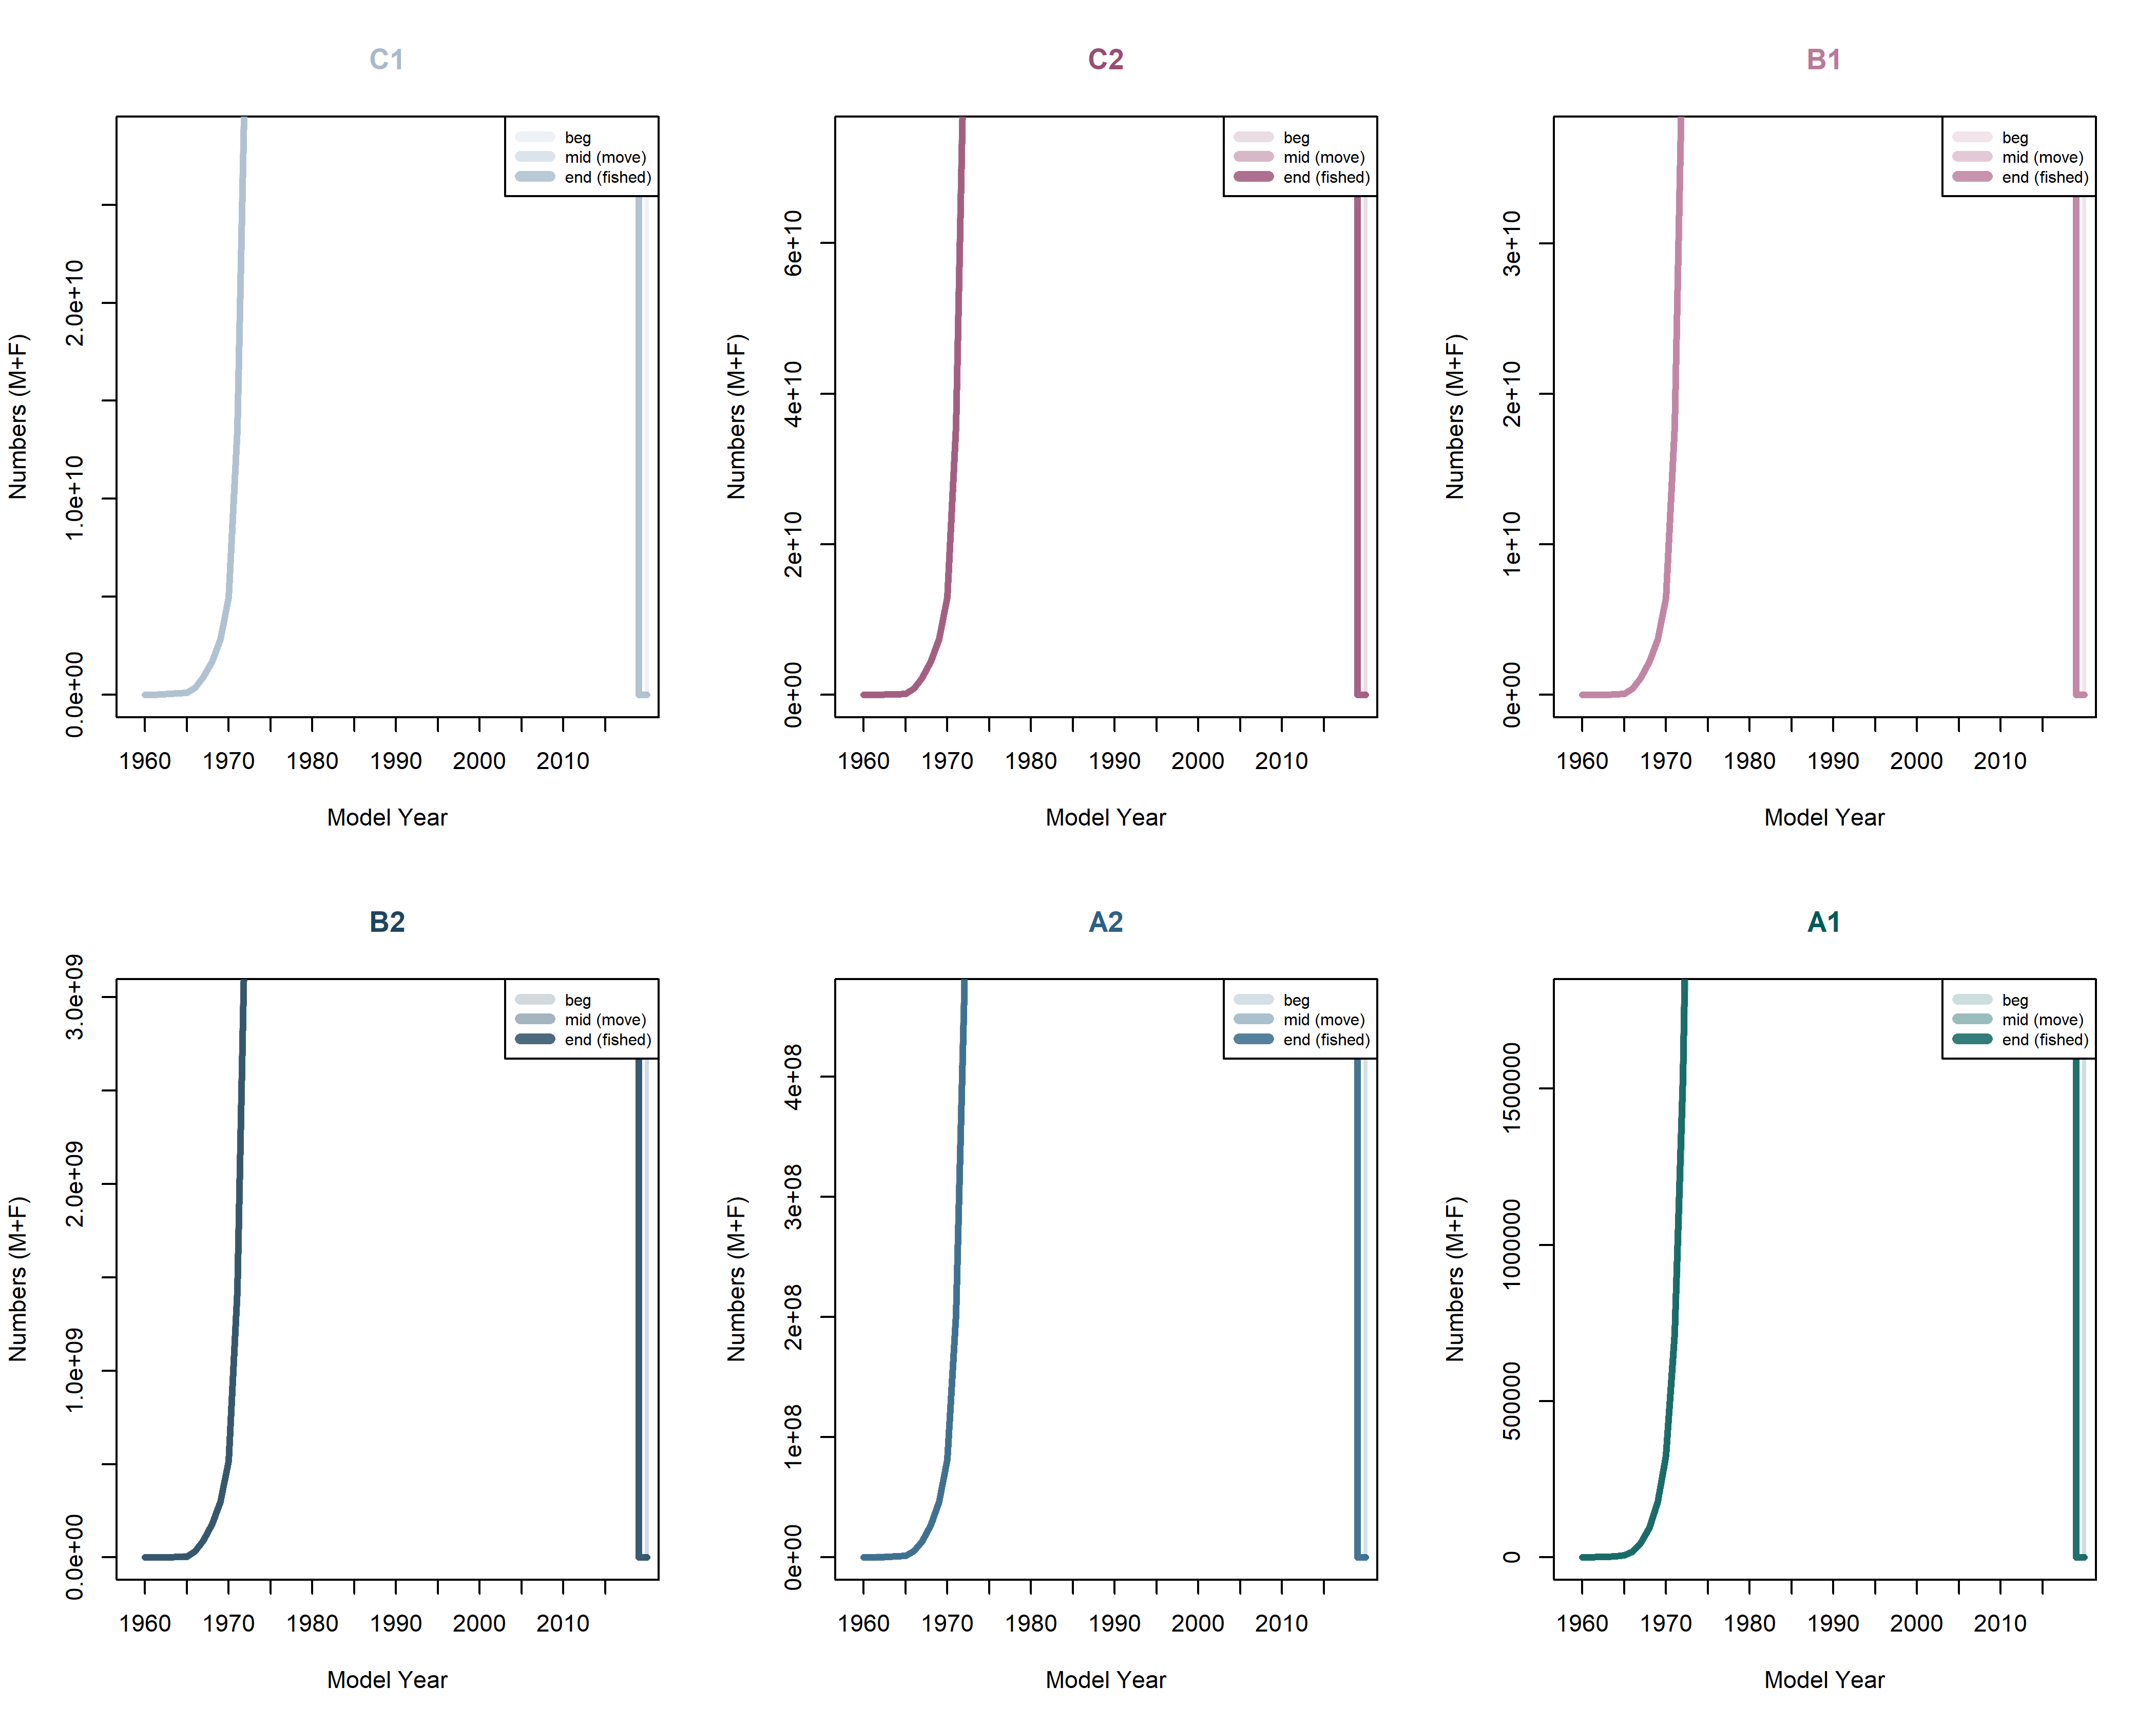 C1
beg
mid (move)
end (fished)
Numbers (M+F)
0.0e+00
1.0e+10
2.0e+10
1960 1970 1980 1990 2000 2010
Model Year
C2
beg
mid (move)
end (fished)
Numbers (M+F)
0e+00
2e+10
4e+10
6e+10
1960 1970 1980 1990 2000 2010
Model Year
B1
beg
mid (move)
end (fished)
Numbers (M+F)
0e+00
1e+10
2e+10
3e+10
1960 1970 1980 1990 2000 2010
Model Year
B2
beg
mid (move)
end (fished)
Numbers (M+F)
0.0e+00
1.0e+09
2.0e+09
3.0e+09
1960 1970 1980 1990 2000 2010
Model Year
A2
beg
mid (move)
end (fished)
Numbers (M+F)
0e+00
1e+08
2e+08
3e+08
4e+08
1960 1970 1980 1990 2000 2010
Model Year
A1
beg
mid (move)
end (fished)
Numbers (M+F)
0
500000
1000000
1500000
1960 1970 1980 1990 2000 2010
Model Year